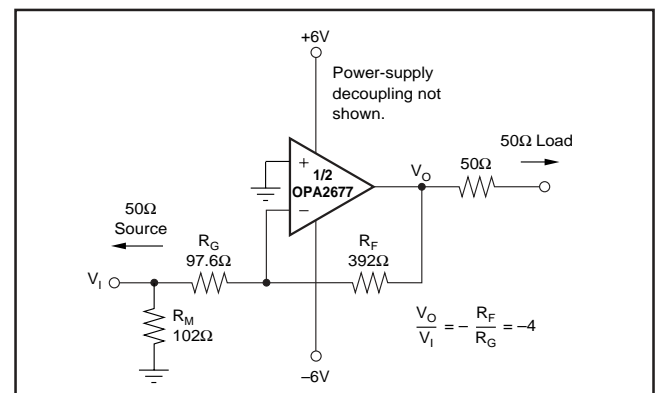 +6V
Power-supply
decoupling not
shown.
50Ω Load
+
1/2
OPA2677
−
V_O
50Ω
50Ω
Source
R_G
97.6Ω
R_F
392Ω
V_I
R_M
102Ω
V_O/V_I = − R_F/R_G = −4
−6V